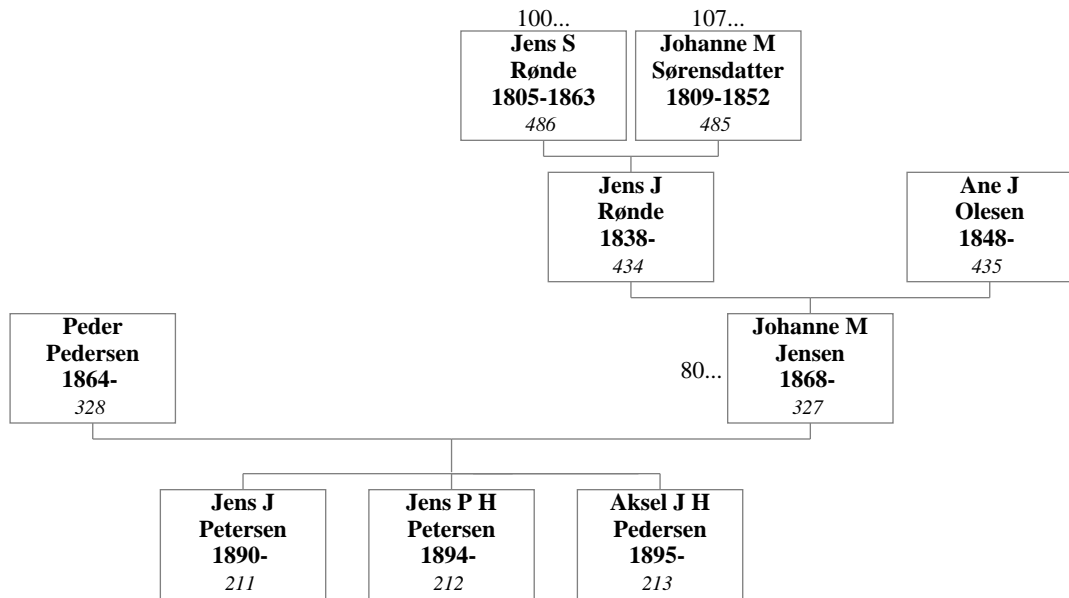 100...
107...
Jens S
Rønde
1805-1863
486
Johanne M
Sørensdatter
1809-1852
485
Jens J
Rønde
1838-
434
Ane J
Olesen
1848-
435
Peder
Pedersen
1864-
328
80...
Johanne M
Jensen
1868-
327
Jens J
Petersen
1890-
211
Jens P H
Petersen
1894-
212
Aksel J H
Pedersen
1895-
213